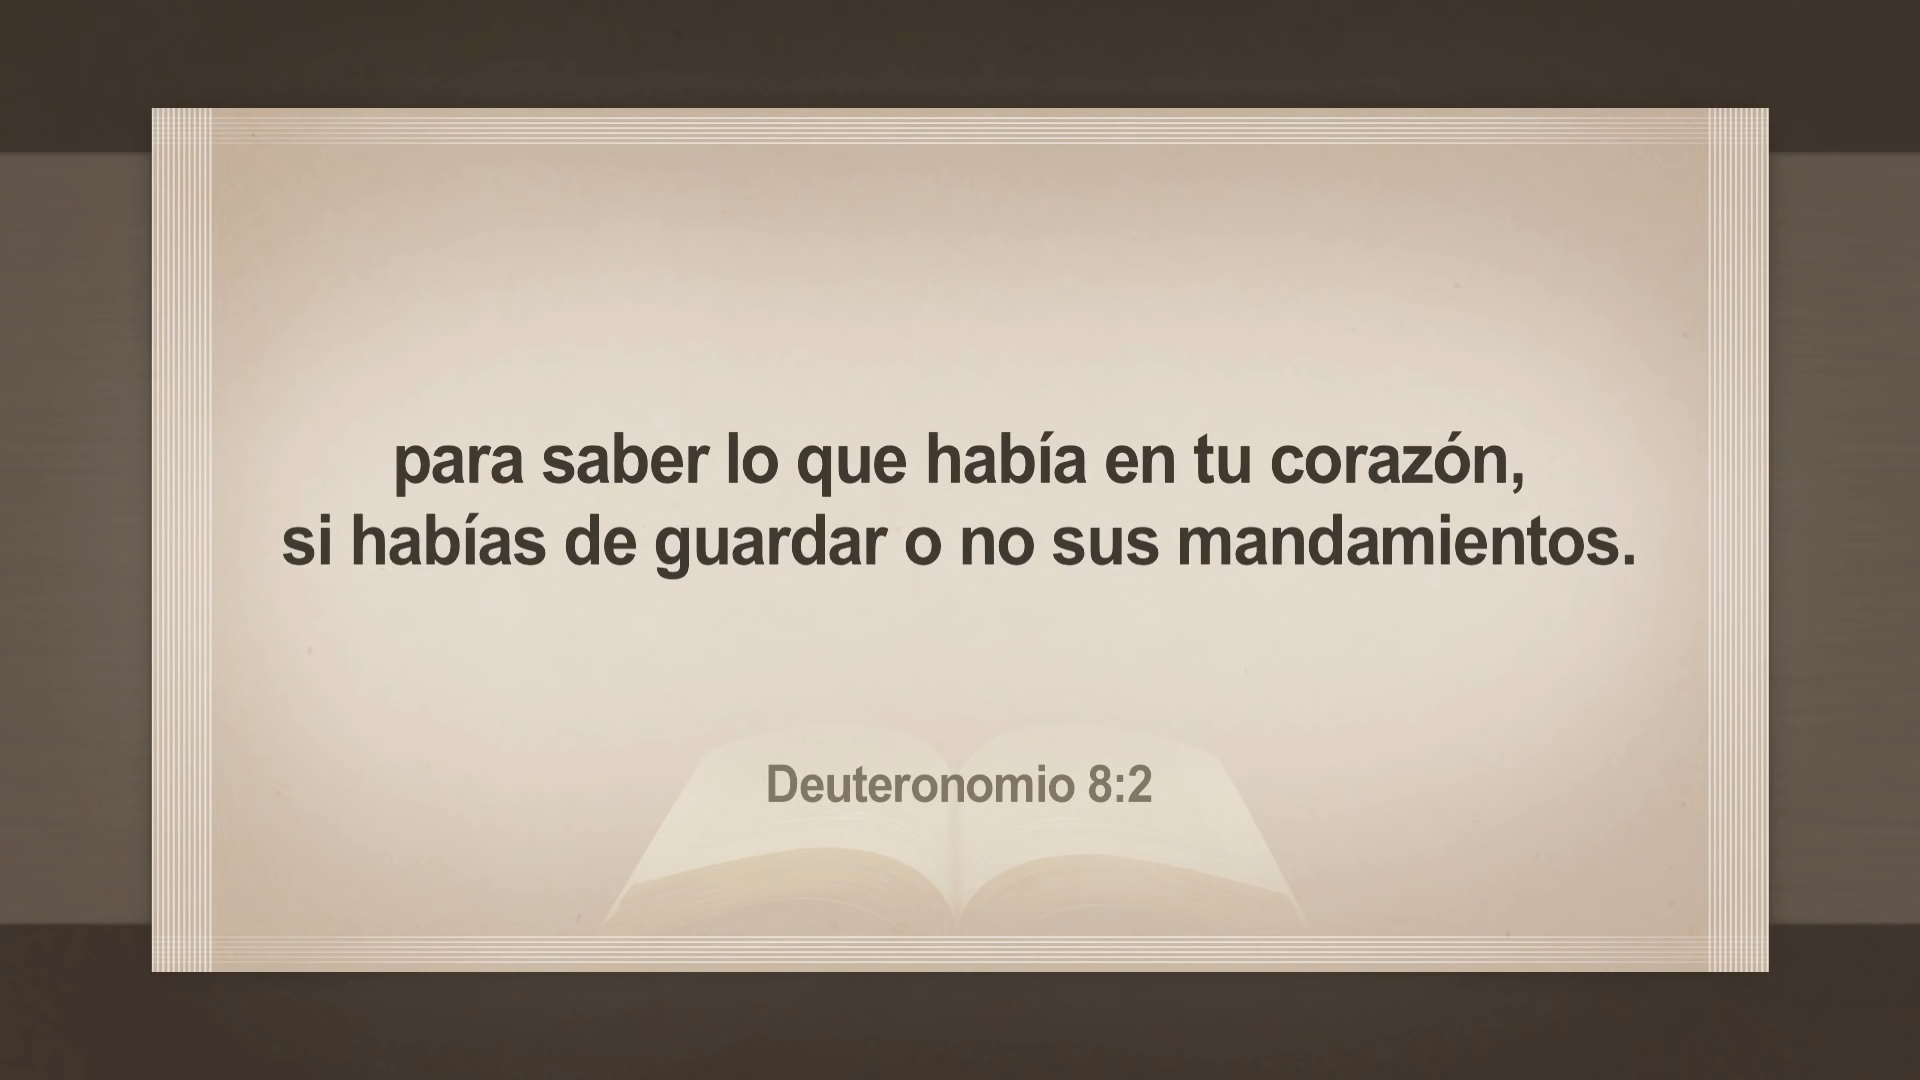 para saber lo que había en tu corazón,
si habías de guardar o no sus mandamientos.
Deuteronomio 8:2